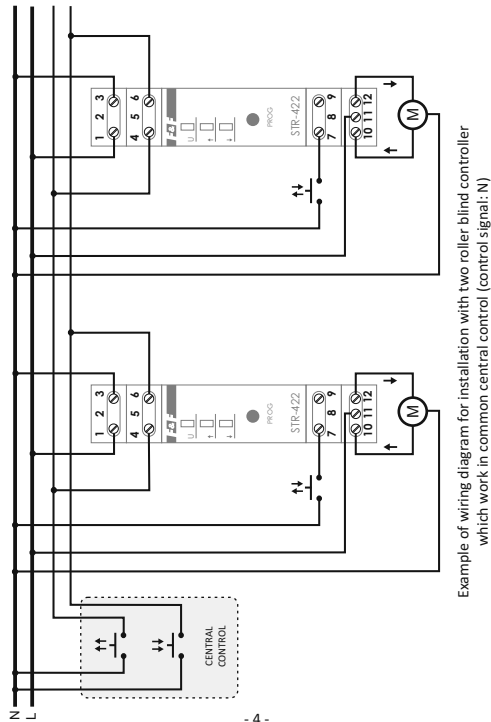 N
L
CENTRAL
CONTROL
1 2 3
4 5 6
F&F
U
↑
↓
PROG
STR-422
7 8 9
10 11 12
M
1 2 3
4 5 6
F&F
U
↑
↓
PROG
STR-422
7 8 9
10 11 12
M
Example of wiring diagram for installation with two roller blind controller
which work in common central control (control signal: N)
- 4 -